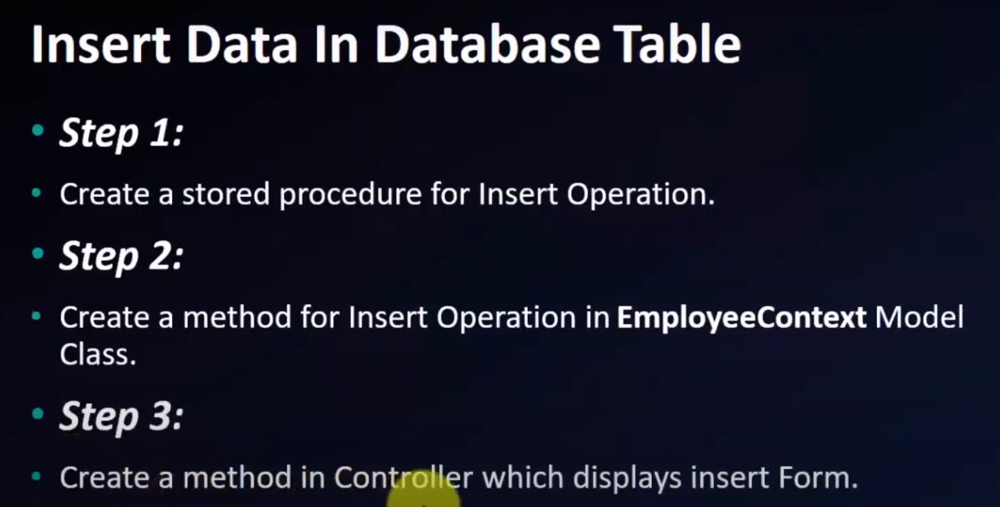 Insert Data In Database Table
• Step 1:
• Create a stored procedure for Insert Operation.
• Step 2:
• Create a method for Insert Operation in EmployeeContext Model
Class.
• Step 3:
• Create a method in Controller which displays insert Form.